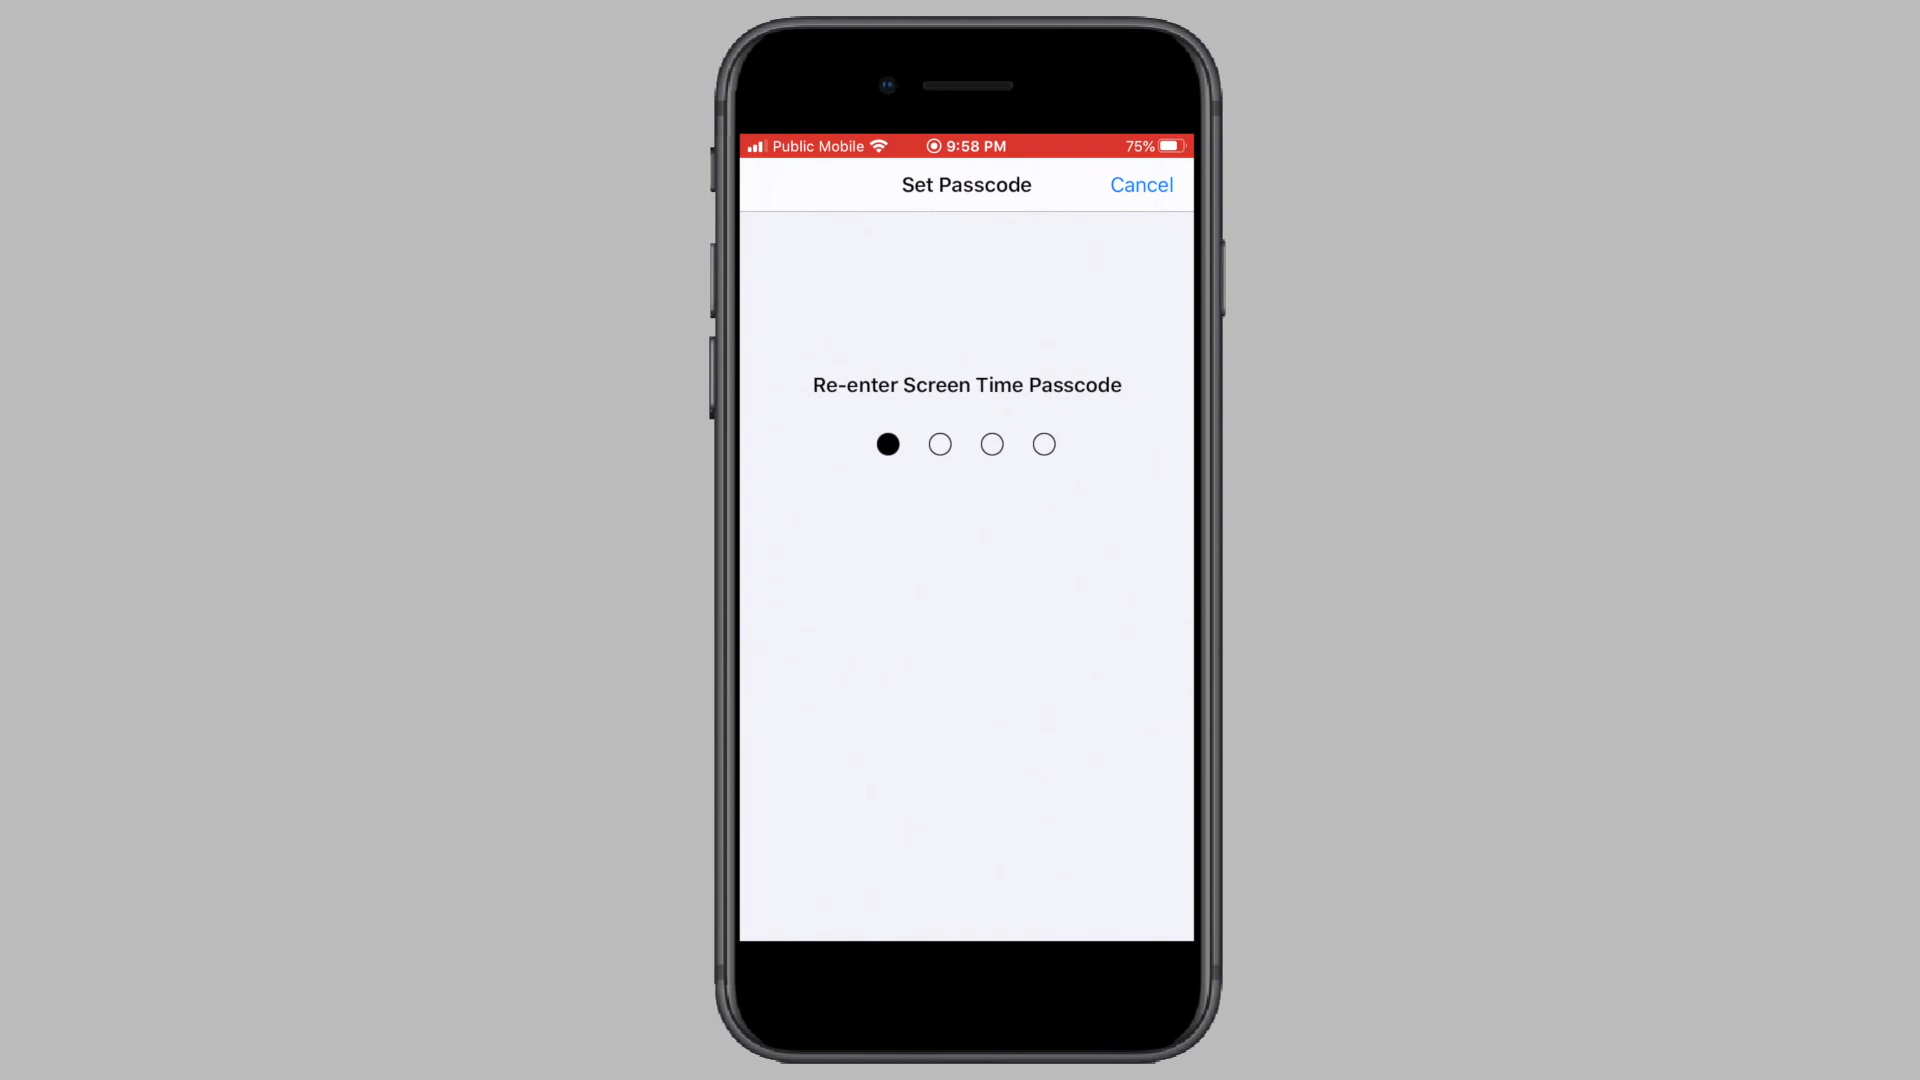 Public Mobile 9:58 PM 75%
Set Passcode Cancel
Re-enter Screen Time Passcode